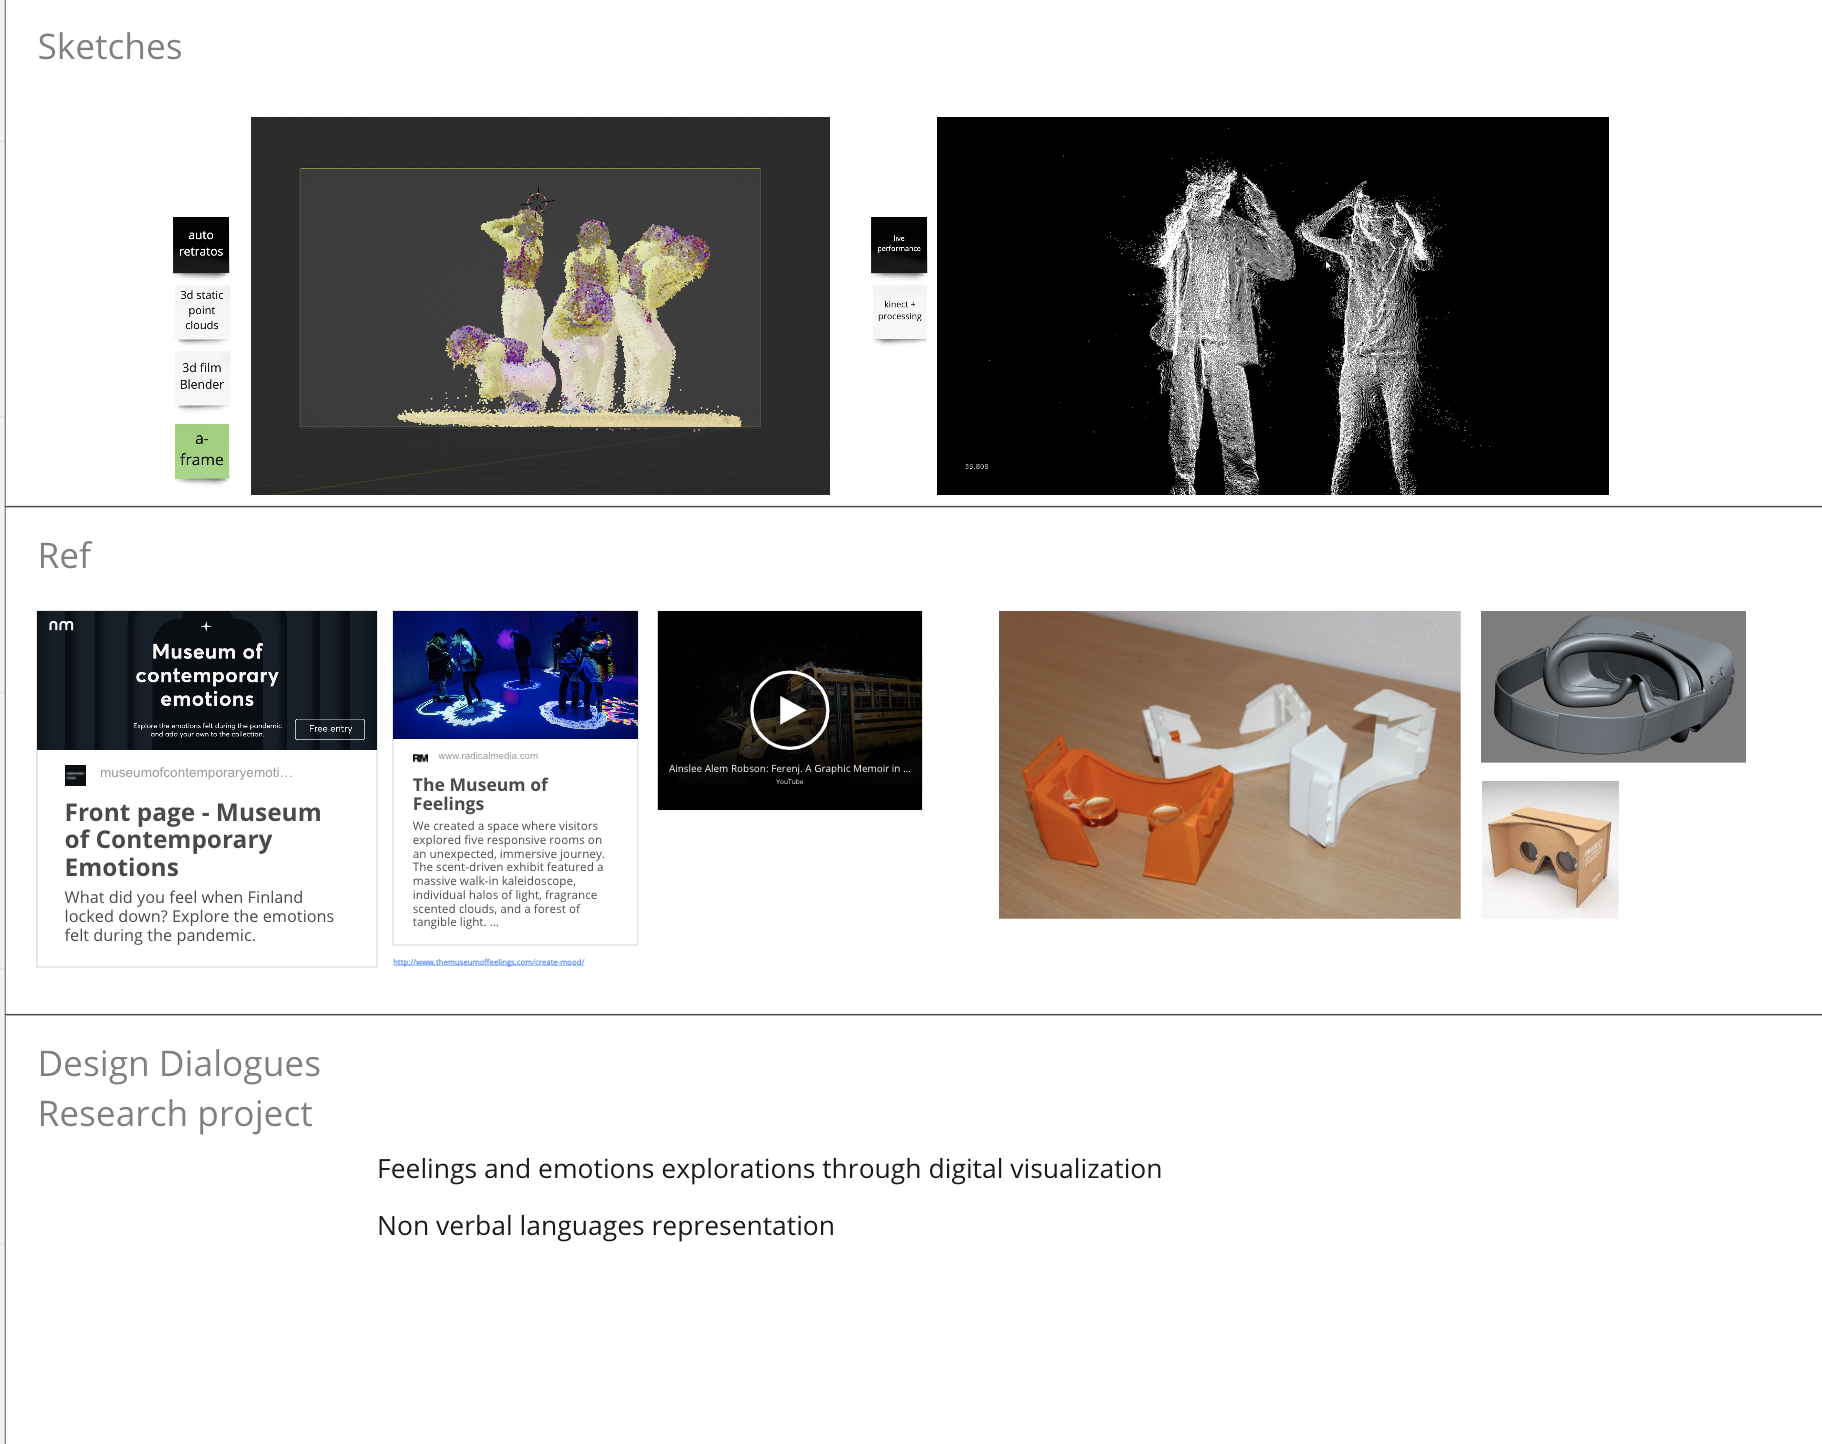 Sketches
auto
retratos
3d static
point
clouds
3d film
Blender
a-
frame
live
performance
kinect +
processing
55,808
Ref
nm
Museum of
contemporary
emotions
Explore the emotions felt during the pandemic
and add your own to the collection.
Free entry
museumofcontemporaryemoti...
Front page - Museum
of Contemporary
Emotions
What did you feel when Finland
locked down? Explore the emotions
felt during the pandemic.
RM
www.radicalmedia.com
The Museum of
Feelings
We created a space where visitors
explored five responsive rooms on
an unexpected, immersive journey.
The scent-driven exhibit featured a
massive walk-in kaleidoscope,
individual halos of light, fragrance
scented clouds, and a forest of
tangible light. ...
http://www.themuseumoffeelings.com/create-mood/
Ainslee Alem Robson: Ferenj. A Graphic Memoir in ...
YouTube
Design Dialogues
Research project
Feelings and emotions explorations through digital visualization
Non verbal languages representation